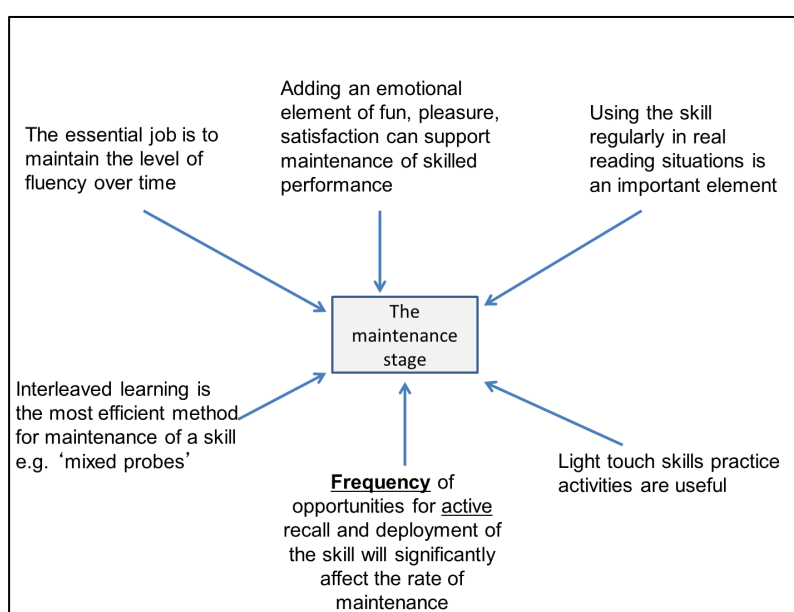 The essential job is to
maintain the level of
fluency over time
Adding an emotional
element of fun, pleasure,
satisfaction can support
maintenance of skilled
performance
Using the skill
regularly in real
reading situations is
an important element
The
maintenance
stage
Interleaved learning is
the most efficient method
for maintenance of a skill
e.g. ‘mixed probes’
Frequency of
opportunities for active
recall and deployment of
the skill will significantly
affect the rate of
maintenance
Light touch skills practice
activities are useful